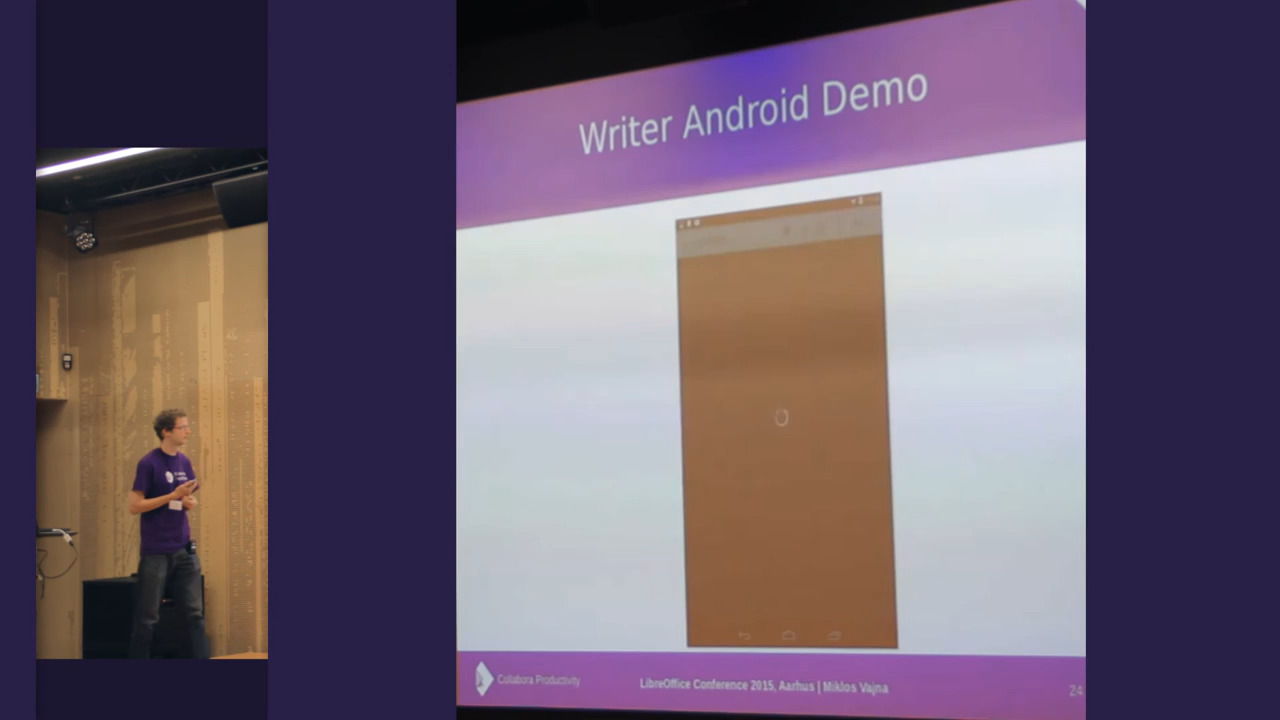 Writer Android Demo
Collabora Productivity
LibreOffice Conference 2015, Aarhus | Miklos Vajna
24